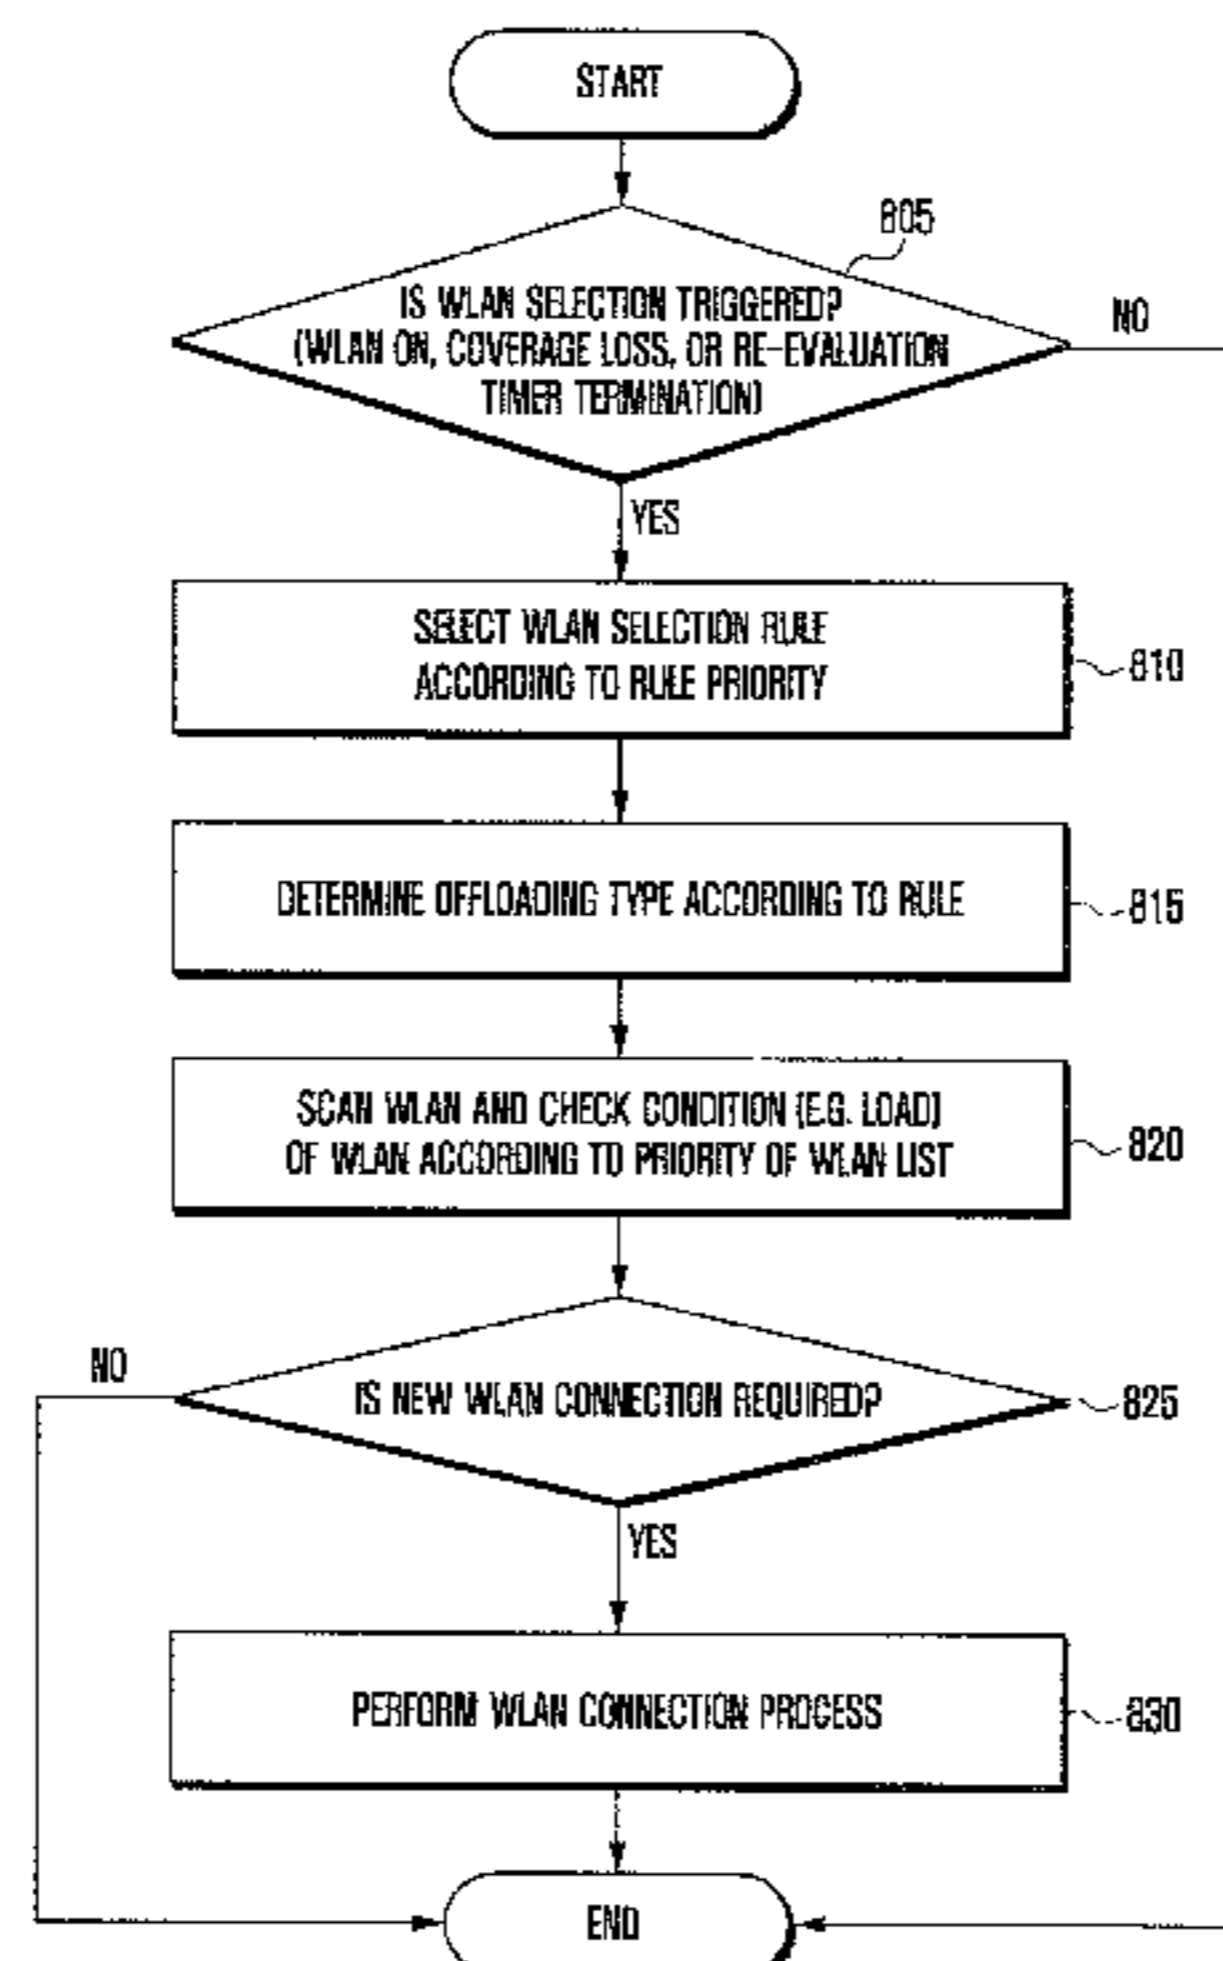 START
805
IS WLAN SELECTION TRIGGERED?
(WLAN ON, COVERAGE LOSS, OR RE-EVALUATION
TIMER TERMINATION)
NO
YES
SELECT WLAN SELECTION RULE
ACCORDING TO RULE PRIORITY
810
DETERMINE OFFLOADING TYPE ACCORDING TO RULE
815
SCAN WLAN AND CHECK CONDITION (E.G. LOAD)
OF WLAN ACCORDING TO PRIORITY OF WLAN LIST
820
NO
IS NEW WLAN CONNECTION REQUIRED?
825
YES
PERFORM WLAN CONNECTION PROCESS
830
END